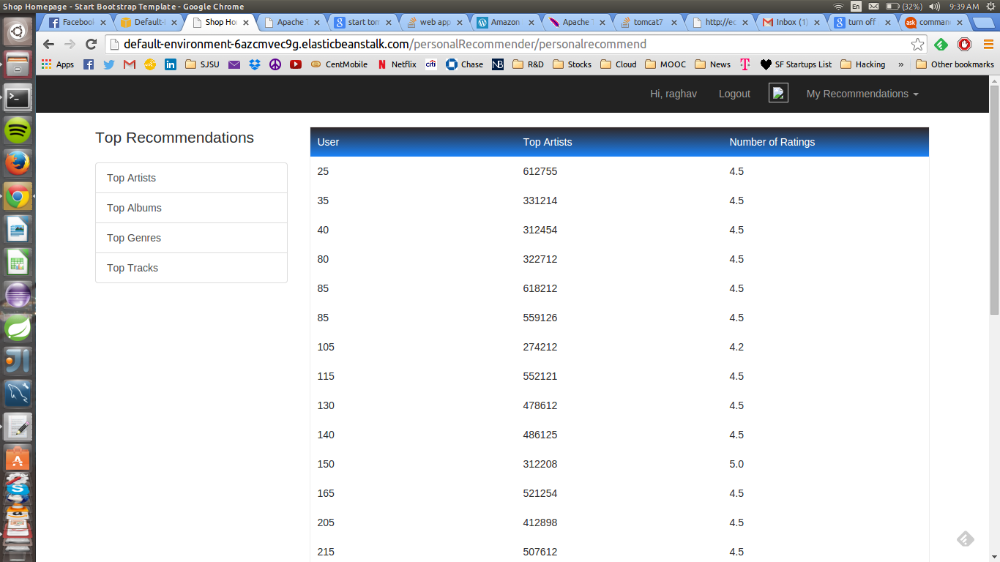 Shop Homepage - Start Bootstrap Template - Google Chrome
En (32%) 9:39 AM
Facebook Default- Shop Ho Apache start tom web app Amazon Apache tomcat7 http://ec Inbox (1) turn off ask comman
default-environment-6azcmvec9g.elasticbeanstalk.com/personalRecommender/personalrecommend
Apps SJSU CentMobile Netflix citi Chase NB R&D Stocks Cloud MOOC News T SF Startups List Hacking » Other bookmarks
Hi, raghav Logout My Recommendations
Top Recommendations
Top Artists
Top Albums
Top Genres
Top Tracks
User Top Artists Number of Ratings
25 612755 4.5
35 331214 4.5
40 312454 4.5
80 322712 4.5
85 618212 4.5
85 559126 4.5
105 274212 4.2
115 552121 4.5
130 478612 4.5
140 486125 4.5
150 312208 5.0
165 521254 4.5
205 412898 4.5
215 507612 4.5